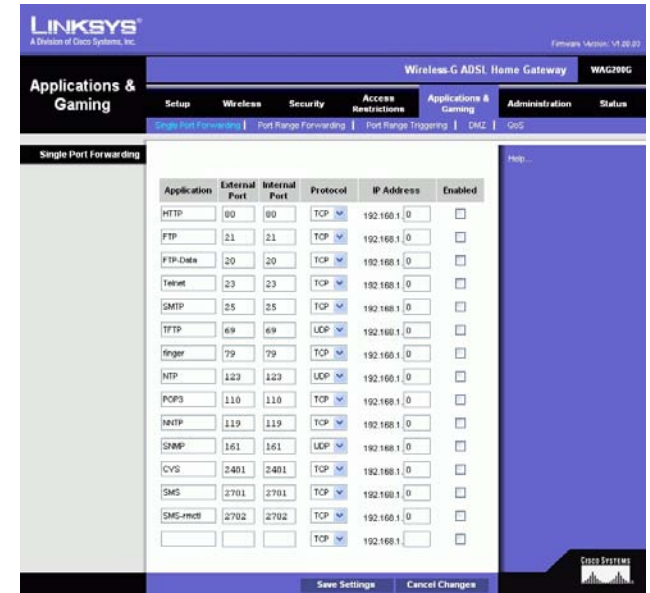 LINKSYS®
A Division of Cisco Systems, Inc.
Firmware Version: V1.00.03
Wireless-G ADSL Home Gateway WAG200G
Applications & Gaming
Setup Wireless Security Access Restrictions Applications & Gaming Administration Status
Single Port Forwarding | Port Range Forwarding | Port Range Triggering | DMZ | QoS
Single Port Forwarding
Help...
Application External Port Internal Port Protocol IP Address Enabled
HTTP 80 80 TCP 192.168.1. 0
FTP 21 21 TCP 192.168.1. 0
FTP-Data 20 20 TCP 192.168.1. 0
Telnet 23 23 TCP 192.168.1. 0
SMTP 25 25 TCP 192.168.1. 0
TFTP 69 69 UDP 192.168.1. 0
finger 79 79 TCP 192.168.1. 0
NTP 123 123 UDP 192.168.1. 0
POP3 110 110 TCP 192.168.1. 0
NNTP 119 119 TCP 192.168.1. 0
SNMP 161 161 UDP 192.168.1. 0
CVS 2401 2401 TCP 192.168.1. 0
SMS 2701 2701 TCP 192.168.1. 0
SMS-rmctl 2702 2702 TCP 192.168.1. 0
TCP 192.168.1.
Save Settings Cancel Changes
CISCO SYSTEMS